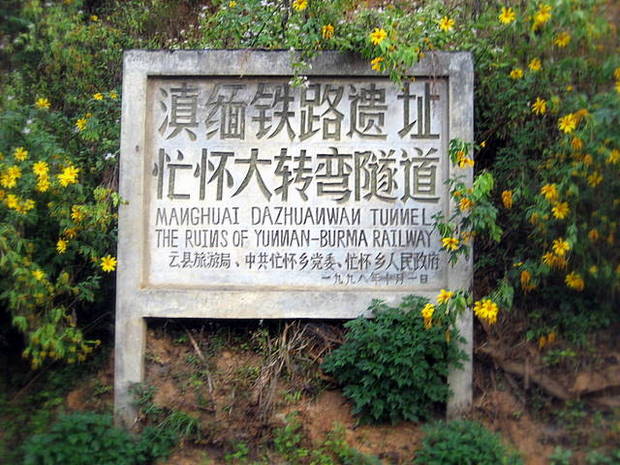 滇缅铁路遗址
忙怀大转弯隧道
MANGHUAI DAZHUANWAN TUNNEL
THE RUINS OF YUNNAN-BURMA RAILWAY
云县旅游局、中共忙怀乡党委、忙怀乡人民政府
一九九八年十月一日